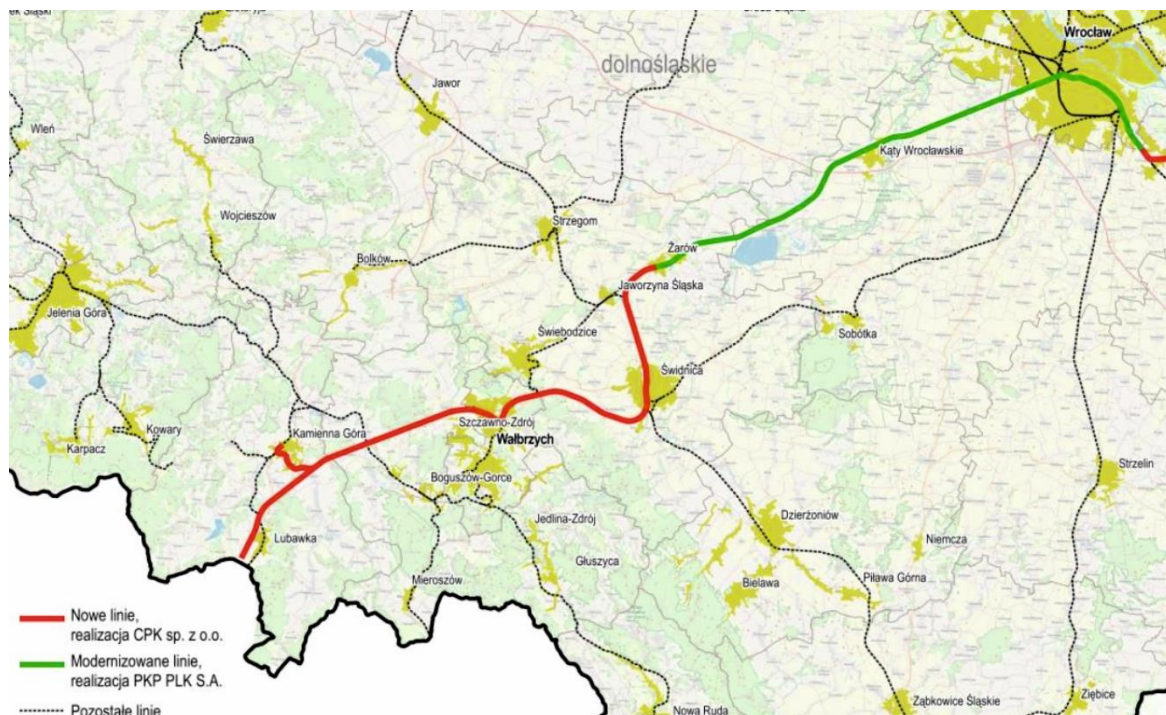 Wrocław
dolnośląskie
Jawor
Wleń
Świerzawa
Kąty Wrocławskie
Wojcieszów
Strzegom
Żarów
Bolków
Jaworzyna Śląska
Jelenia Góra
Świebodzice
Sobótka
Świdnica
Szczawno-Zdrój
Kamienna Góra
Wałbrzych
Kowary
Karpacz
Boguszów-Gorce
Strzelin
Jedlina-Zdrój
Dzierżoniów
Lubawka
Niemcza
Głuszyca
Mieroszów
Bielawa
Piława Górna
Nowe linie,
realizacja CPK sp. z o.o.
Modernizowane linie,
realizacja PKP PLK S.A.
Pozostałe linie
Nowa Ruda
Ząbkowice Śląskie
Ziębice